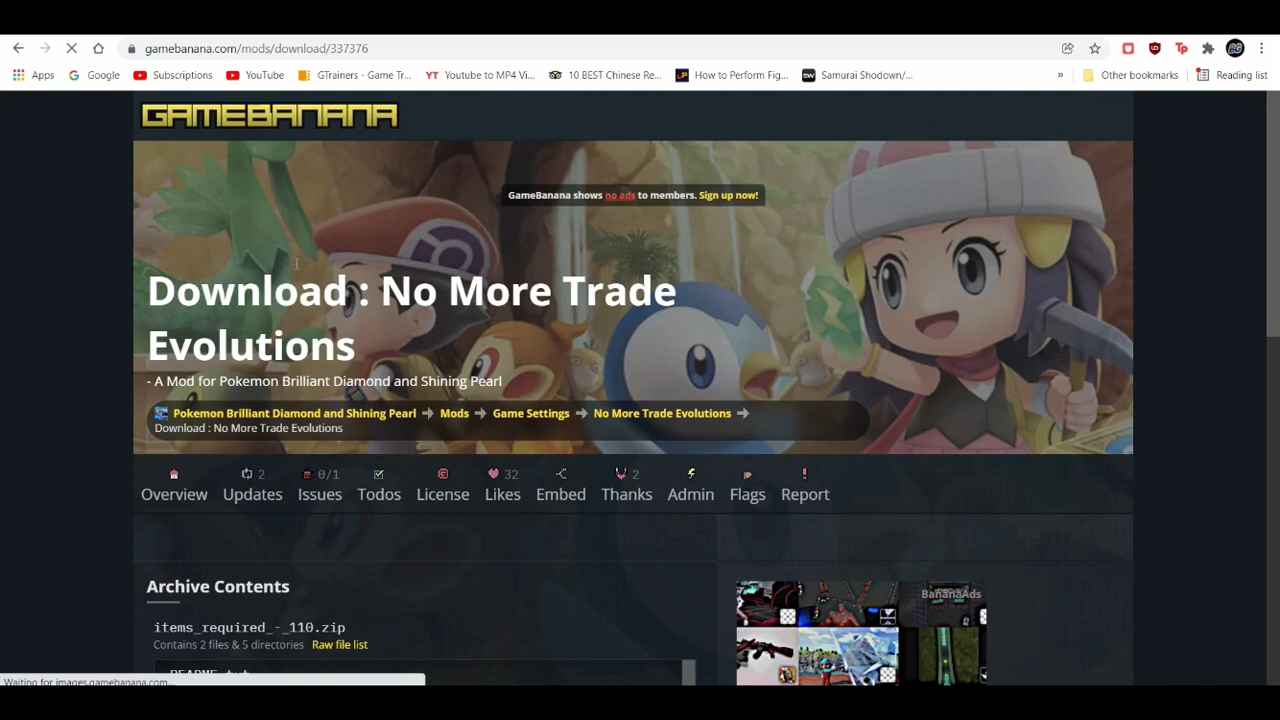 gamebanana.com/mods/download/337376
Apps Google Subscriptions YouTube GTrainers - Game Tr... Youtube to MP4 Vi... 10 BEST Chinese Re... How to Perform Fig... Samurai Shodown/... » Other bookmarks Reading list
GAMEBANANA
GameBanana shows no ads to members. Sign up now!
Download : No More Trade
Evolutions
- A Mod for Pokemon Brilliant Diamond and Shining Pearl
Pokemon Brilliant Diamond and Shining Pearl Mods Game Settings No More Trade Evolutions
Download : No More Trade Evolutions
2 0/1 32 2
Overview Updates Issues Todos License Likes Embed Thanks Admin Flags Report
Archive Contents
BananaAds
items_required_-_110.zip
Contains 2 files & 5 directories Raw file list
README.txt
Waiting for images.gamebanana.com...